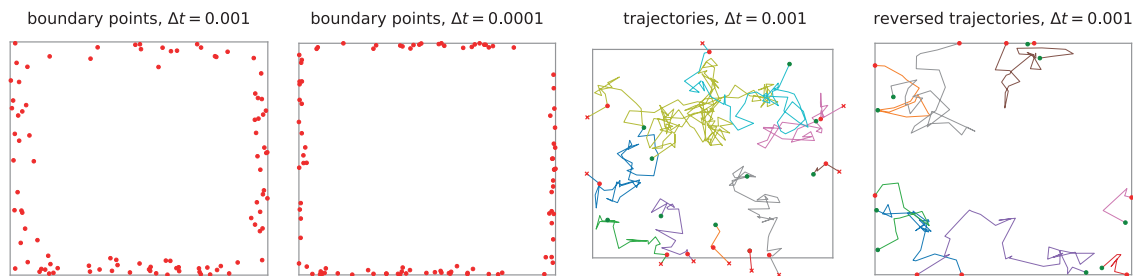 boundary points, Δt = 0.001
boundary points, Δt = 0.0001
trajectories, Δt = 0.001
reversed trajectories, Δt = 0.001